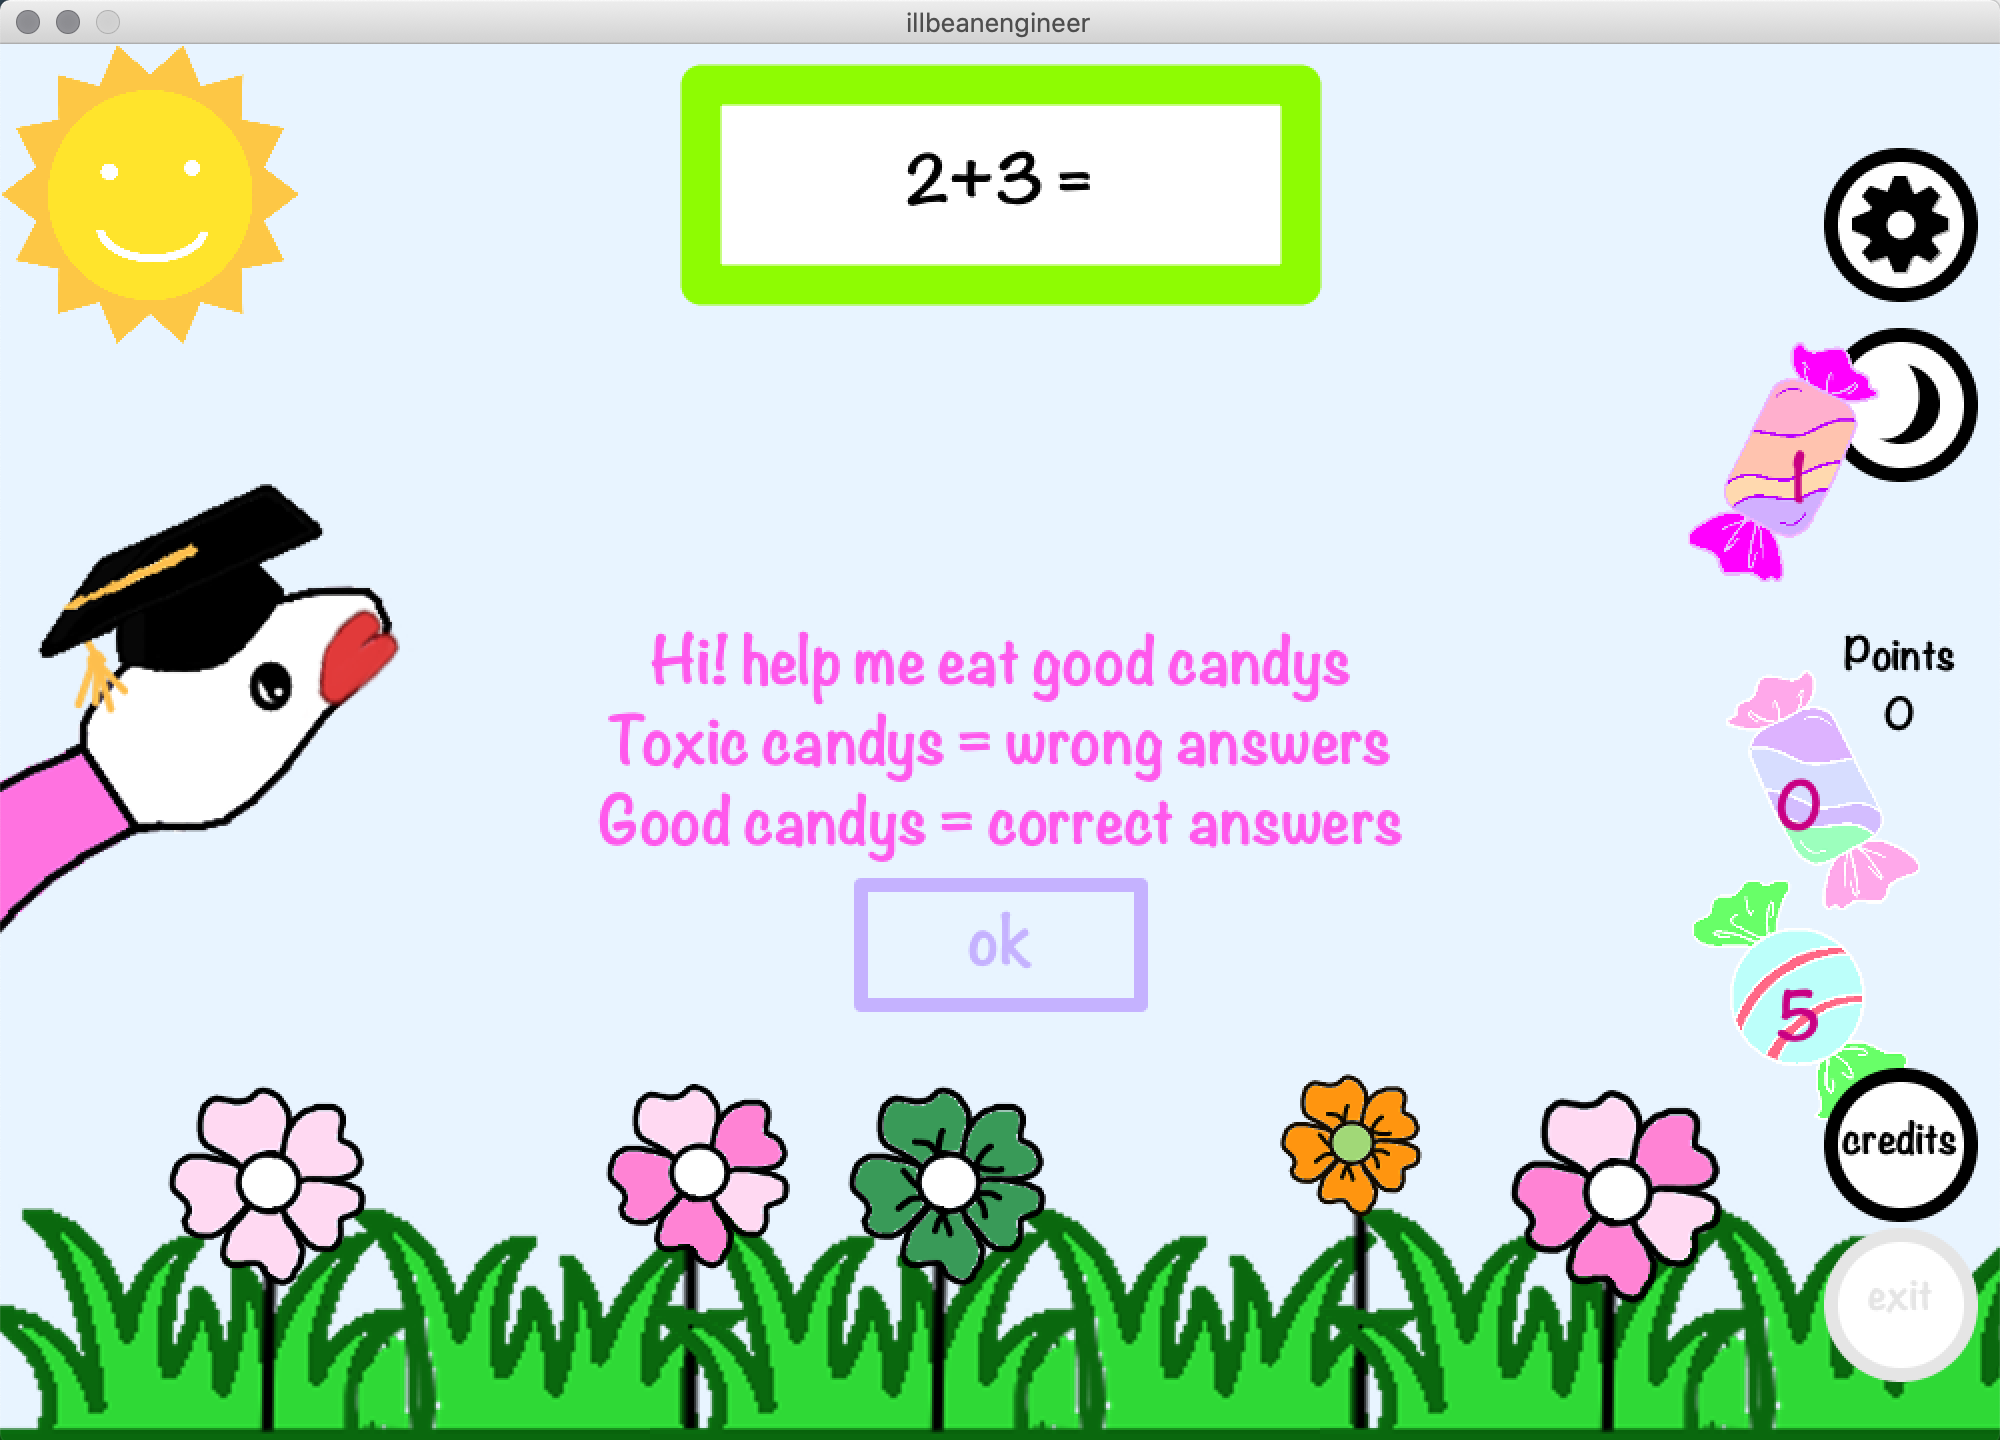 illbeanengineer
2+3 =
1
Points
0
Hi! help me eat good candys
Toxic candys = wrong answers
Good candys = correct answers
0
ok
5
credits
exit